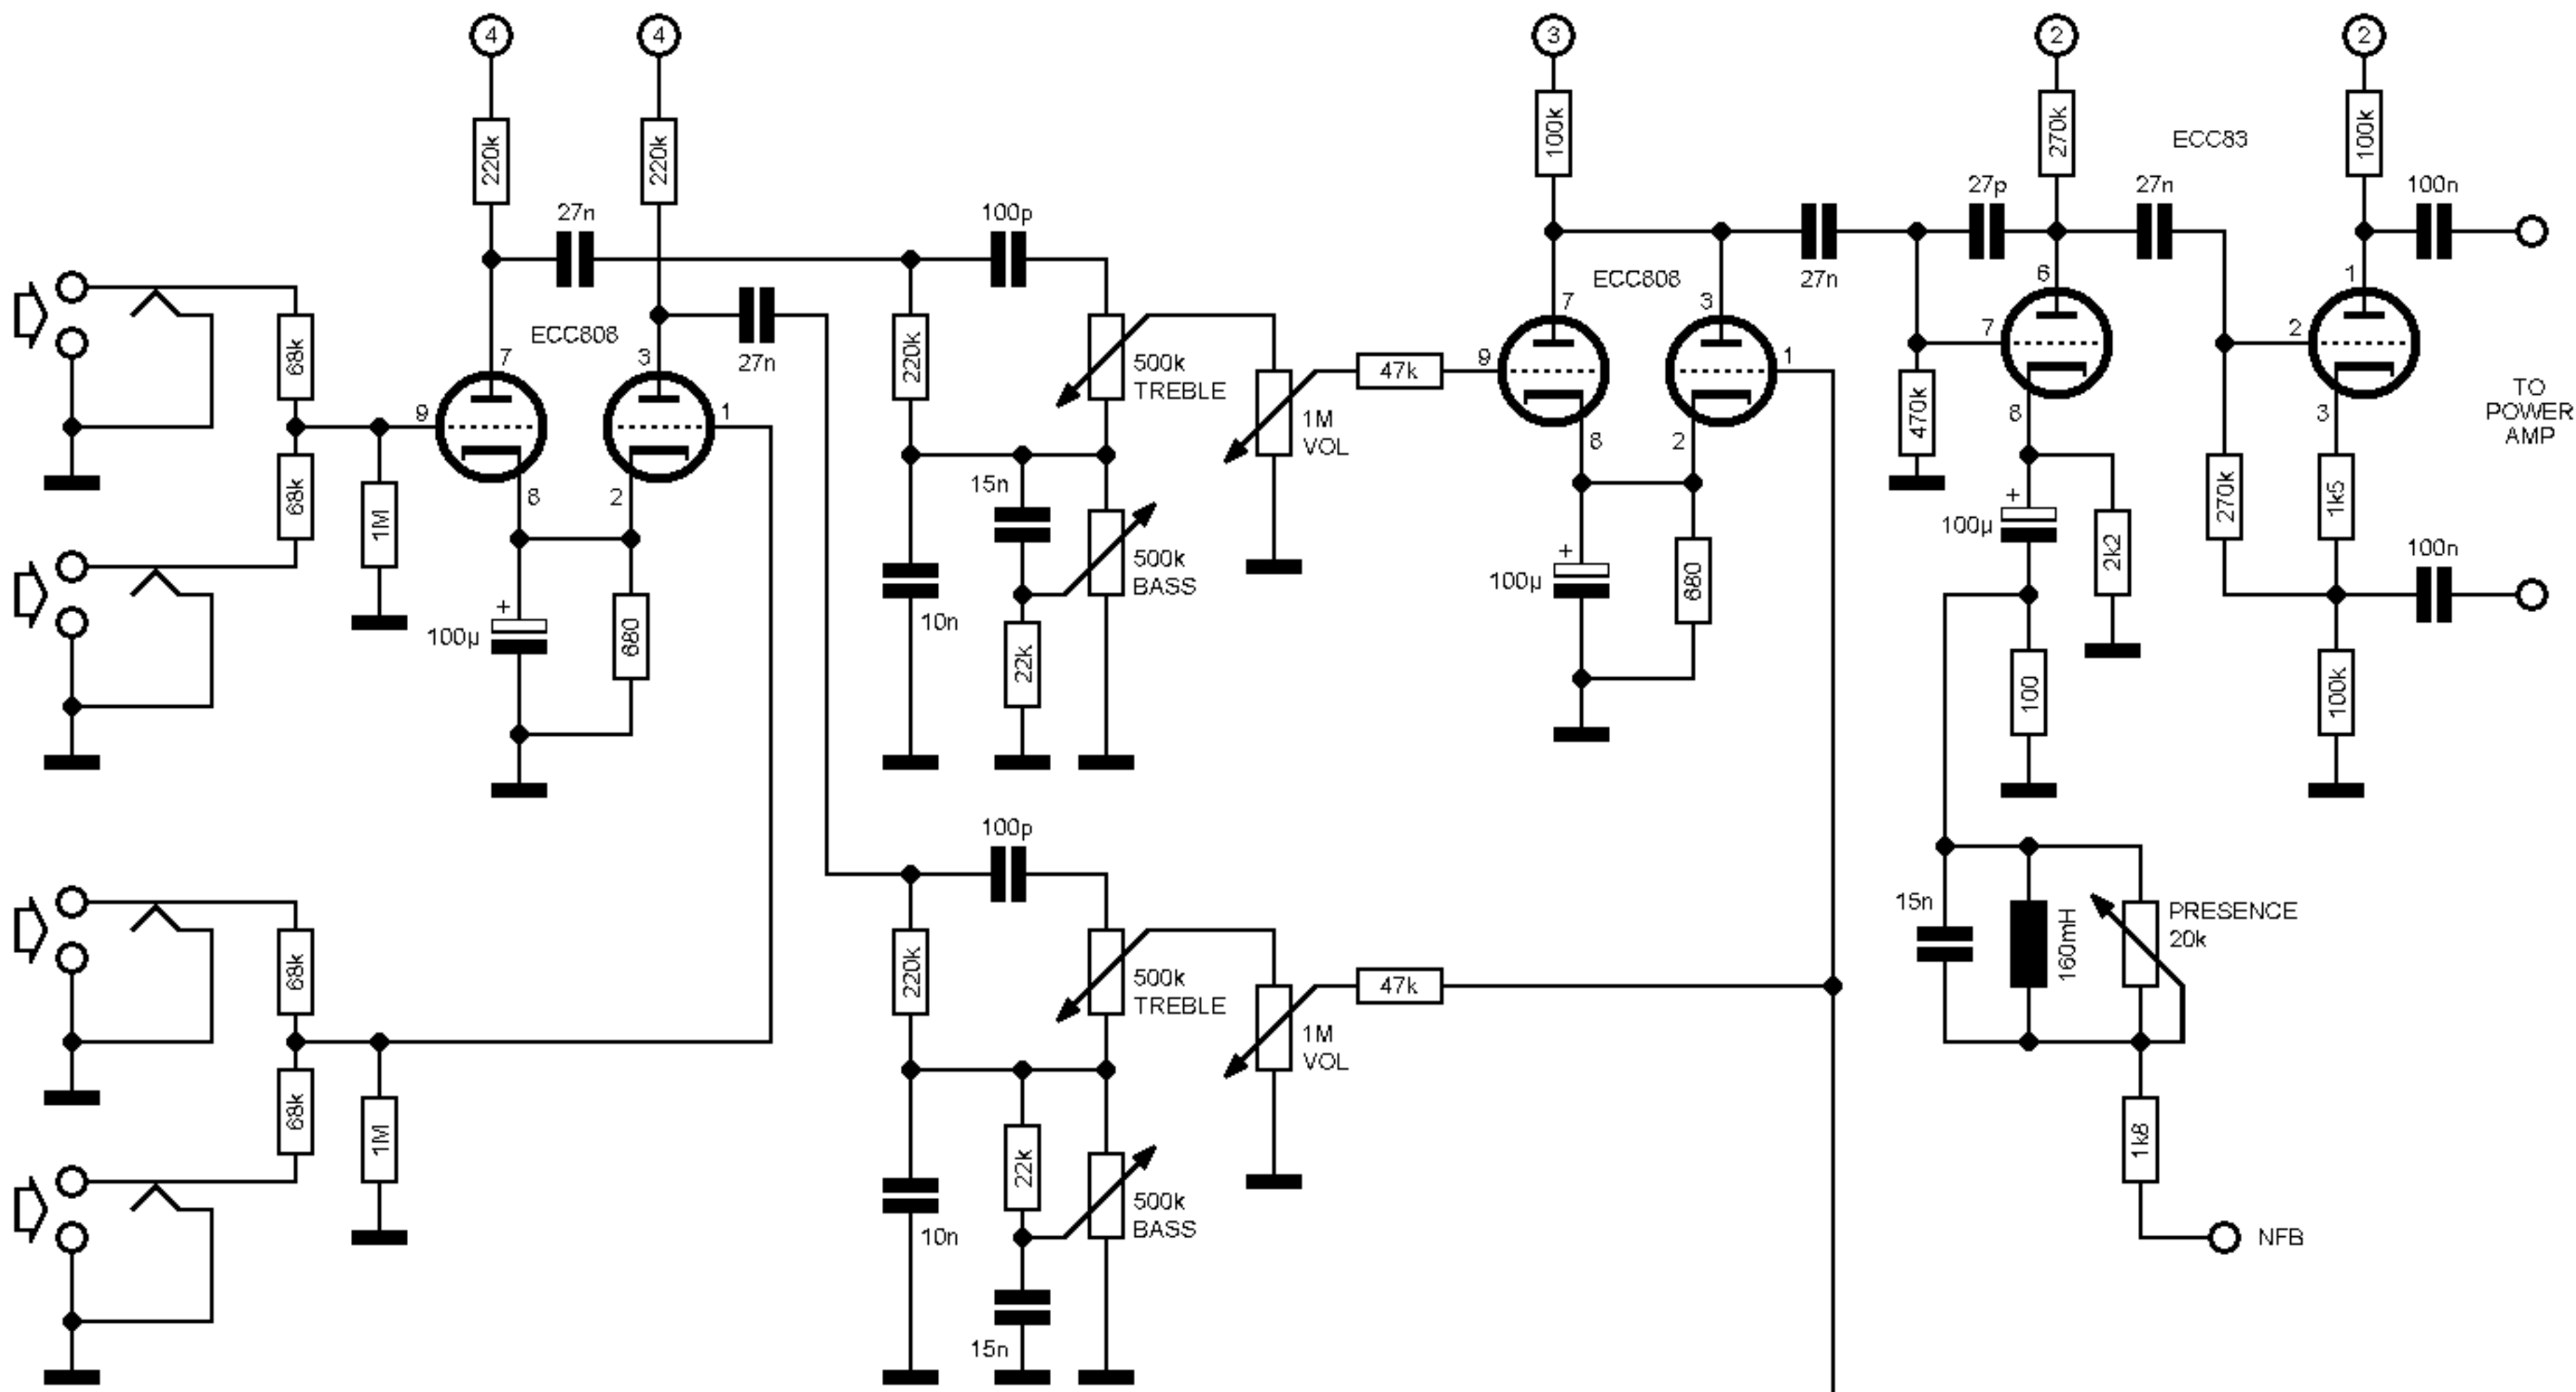 4
4
3
2
2
220k
220k
100k
270k
ECC83
100k
27n
100p
27p
27n
100n
68k
ECC808
7
3
27n
220k
500k
TREBLE
47k
9
ECC808
7
3
1
27n
6
7
470k
8
2
1
3
TO
POWER
AMP
9
1
8
2
1M
VOL
8
2
68k
1M
15n
500k
BASS
+
100µ
680
10n
22k
+
100µ
680
+
100µ
2k2
270k
1k5
100n
100
100k
100p
68k
220k
500k
TREBLE
47k
1M
VOL
15n
160mH
PRESENCE
20k
68k
1M
22k
500k
BASS
10n
15n
1k8
NFB